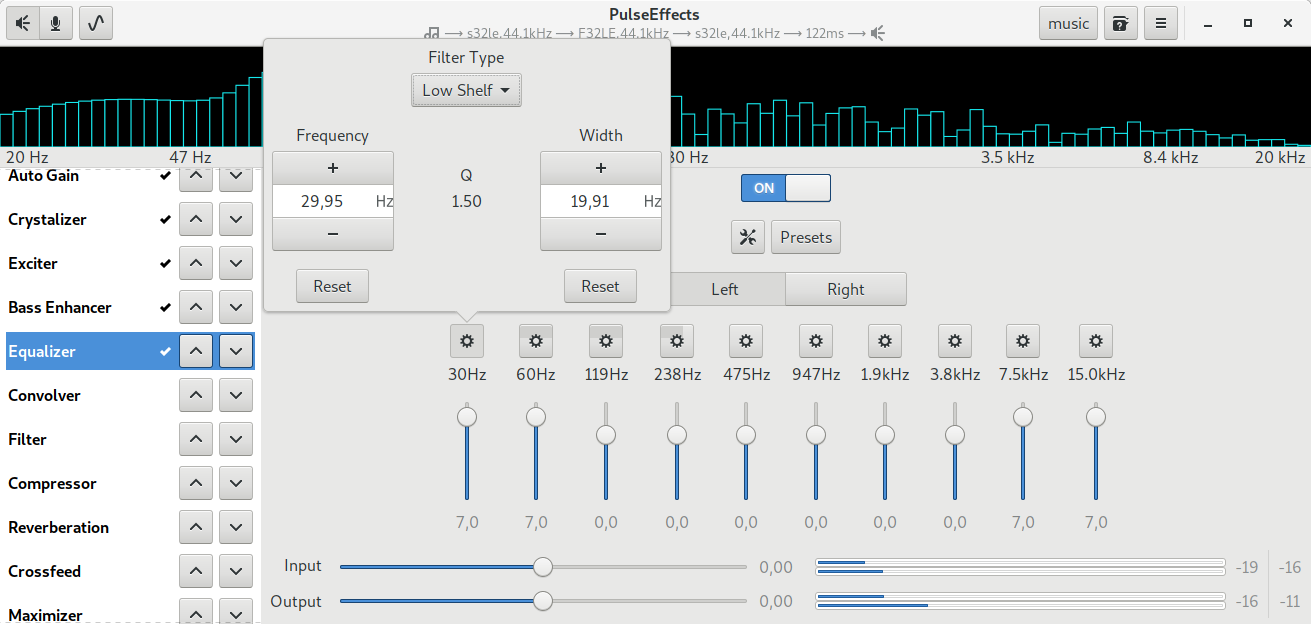 PulseEffects
s32le,44.1kHz → F32LE,44.1kHz → s32le,44.1kHz → 122ms
music
Filter Type
Low Shelf
Frequency
Width
+
+
Q
29,95 Hz
1.50
19,91 Hz
−
−
Reset
Reset
20 Hz
47 Hz
30 Hz
3.5 kHz
8.4 kHz
20 kHz
Auto Gain
Crystalizer
Exciter
Bass Enhancer
Equalizer
Convolver
Filter
Compressor
Reverberation
Crossfeed
Maximizer
ON
Presets
Left
Right
30Hz 60Hz 119Hz 238Hz 475Hz 947Hz 1.9kHz 3.8kHz 7.5kHz 15.0kHz
7,0 7,0 0,0 0,0 0,0 0,0 0,0 0,0 7,0 7,0
Input 0,00 -19 -16
Output 0,00 -16 -11